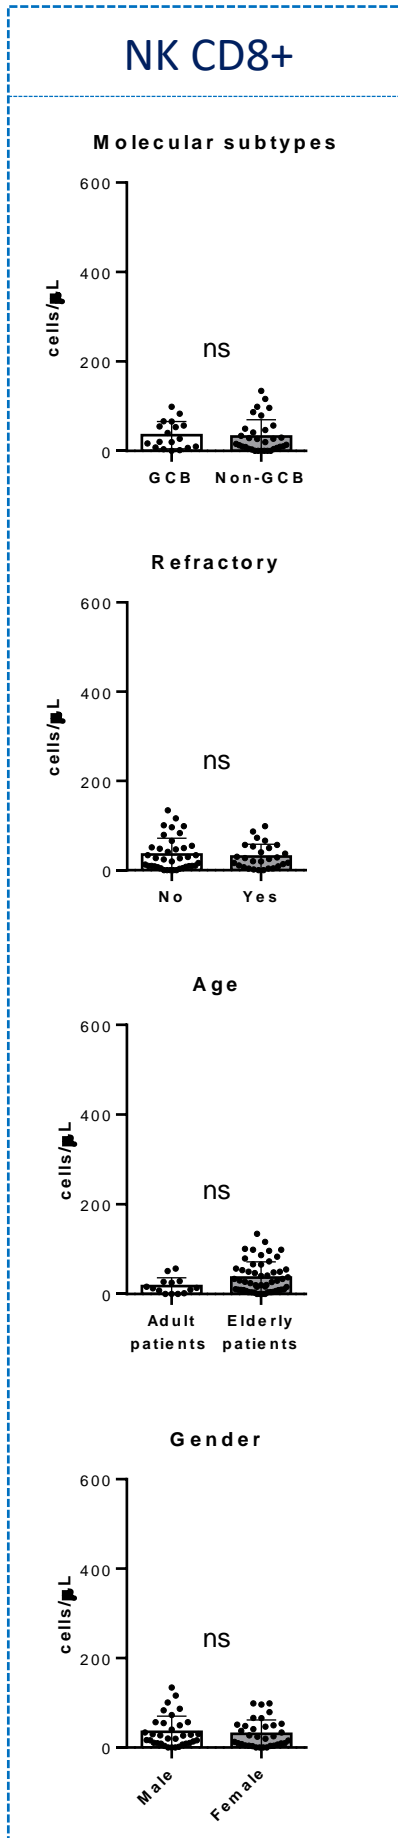 NK CD8+
Molecular subtypes
600
400
200
0
cells/µL
ns
GCB Non-GCB
Refractory
600
400
200
0
cells/µL
ns
No Yes
Age
600
400
200
0
cells/µL
ns
Adult patients Elderly patients
Gender
600
400
200
0
cells/µL
ns
Male Female